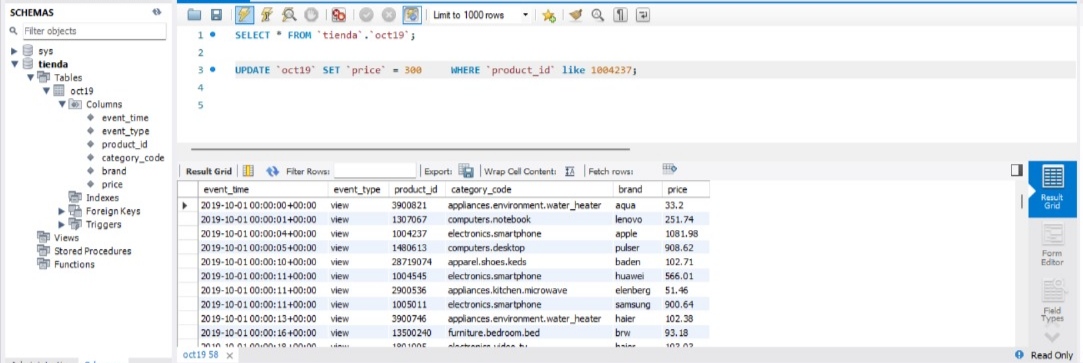 SCHEMAS
Filter objects
sys
tienda
Tables
oct19
Columns
event_time
event_type
product_id
category_code
brand
price
Indexes
Foreign Keys
Triggers
Views
Stored Procedures
Functions
Limit to 1000 rows
1 SELECT * FROM `tienda`.`oct19`;
2
3 UPDATE `oct19` SET `price` = 300 WHERE `product_id` like 1004237;
4
5
Result Grid Filter Rows: Export: Wrap Cell Content: Fetch rows:
event_time event_type product_id category_code brand price
2019-10-01 00:00:00+00:00 view 3900821 appliances.environment.water_heater aqua 33.2
2019-10-01 00:00:01+00:00 view 1307067 computers.notebook lenovo 251.74
2019-10-01 00:00:04+00:00 view 1004237 electronics.smartphone apple 1081.98
2019-10-01 00:00:05+00:00 view 1480613 computers.desktop pulser 908.62
2019-10-01 00:00:10+00:00 view 28719074 apparel.shoes.keds baden 102.71
2019-10-01 00:00:11+00:00 view 1004545 electronics.smartphone huawei 566.01
2019-10-01 00:00:11+00:00 view 2900536 appliances.kitchen.microwave elenberg 51.46
2019-10-01 00:00:11+00:00 view 1005011 electronics.smartphone samsung 900.64
2019-10-01 00:00:13+00:00 view 3900746 appliances.environment.water_heater haier 102.38
2019-10-01 00:00:16+00:00 view 13500240 furniture.bedroom.bed brw 93.18
Result
Grid
Form
Editor
Field
Types
oct19 58
Read Only